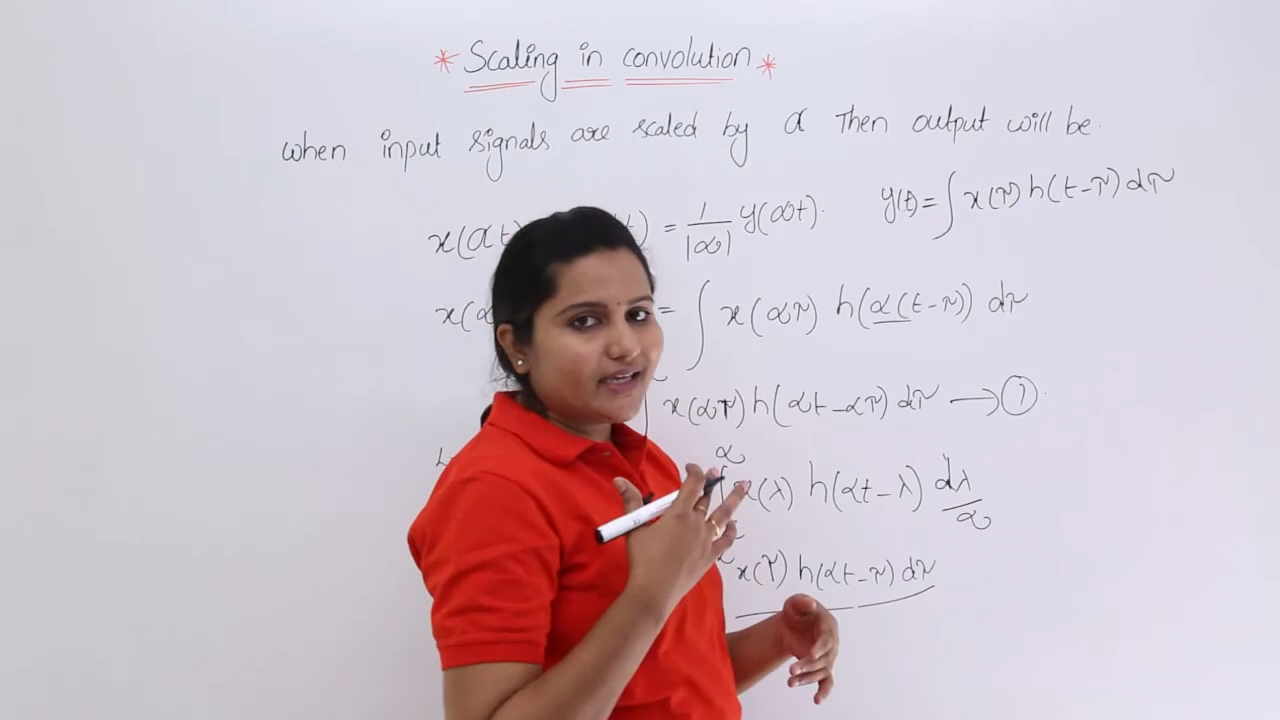 * Scaling in convolution *
when input signals are scaled by α Then output will be.
x(αt) t) = 1/|α| y(αt). y(t) = ∫ x(τ) h(t-τ) dτ
x(α = ∫ x(ατ) h(α(t-τ)) dτ
∫ x(ατ) h(αt-ατ) dτ → ①.
∫ x(λ) h(αt-λ) dλ/α
x(τ) h(αt-τ) dτ